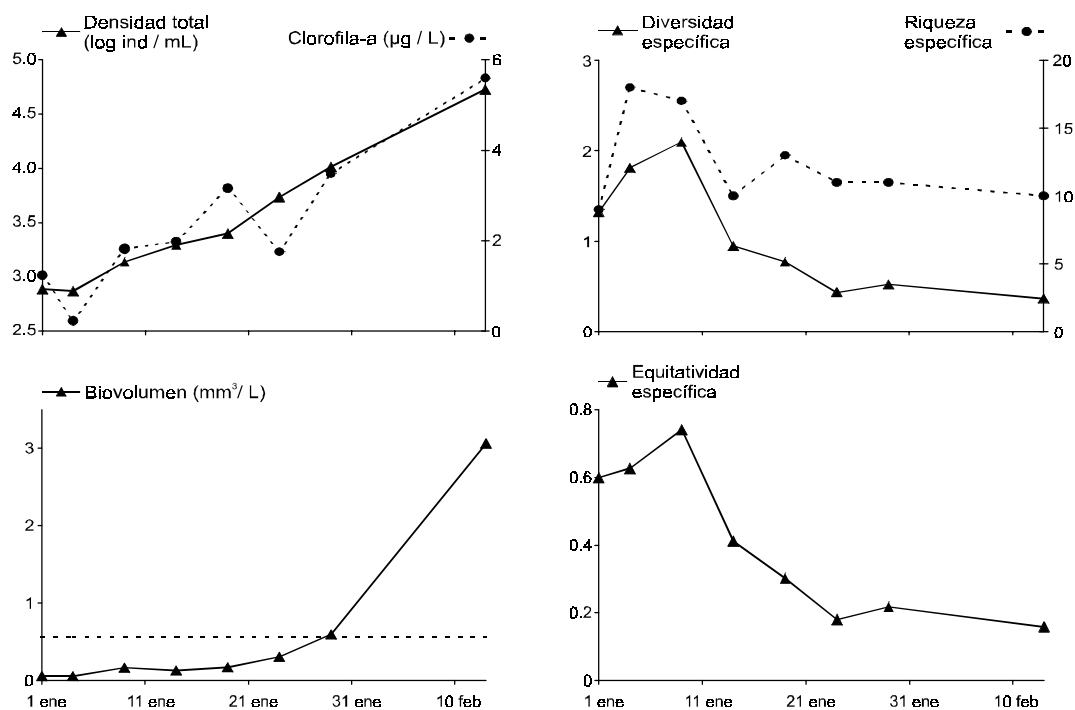 Densidad total
(log ind / mL)
Clorofila-a (µg / L)
5.0
4.5
4.0
3.5
3.0
2.5
6
4
2
0
Diversidad
específica
Riqueza
específica
3
2
1
0
20
15
10
5
0
Biovolumen (mm³/ L)
3
2
1
0
1 ene
11 ene
21 ene
31 ene
10 feb
Equitatividad
específica
0.8
0.6
0.4
0.2
0
1 ene
11 ene
21 ene
31 ene
10 feb